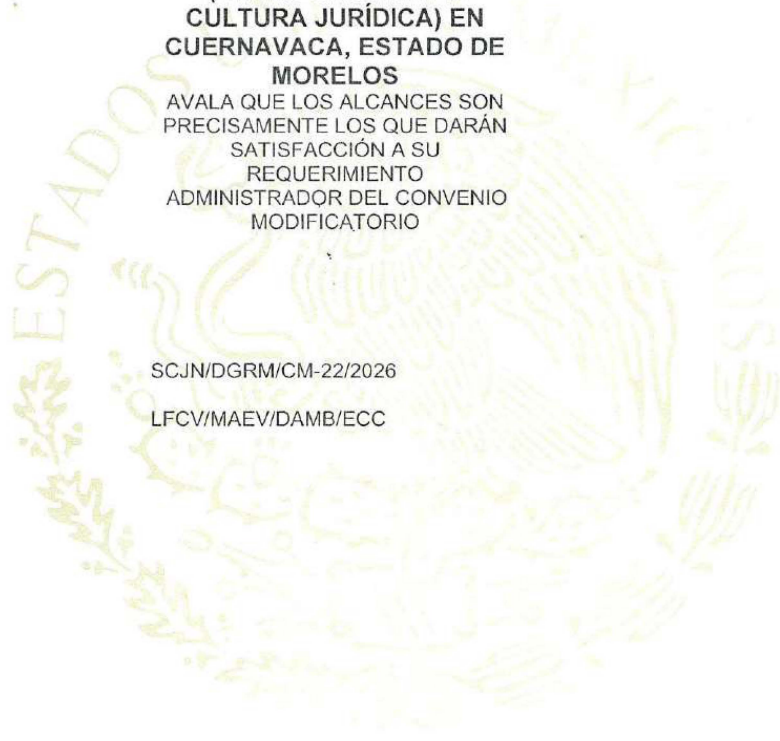 CULTURA JURÍDICA) EN
CUERNAVACA, ESTADO DE
MORELOS
AVALA QUE LOS ALCANCES SON
PRECISAMENTE LOS QUE DARÁN
SATISFACCIÓN A SU
REQUERIMIENTO
ADMINISTRADOR DEL CONVENIO
MODIFICATORIO
SCJN/DGRM/CM-22/2026
LFCV/MAEV/DAMB/ECC